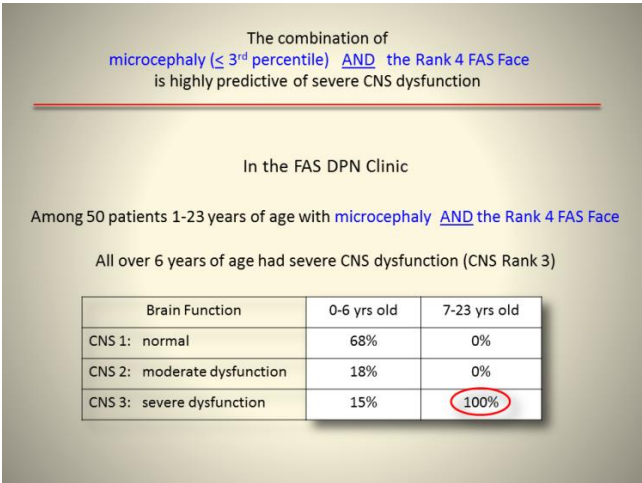 The combination of
microcephaly (≤ 3rd percentile) AND the Rank 4 FAS Face
is highly predictive of severe CNS dysfunction
In the FAS DPN Clinic
Among 50 patients 1-23 years of age with microcephaly AND the Rank 4 FAS Face
All over 6 years of age had severe CNS dysfunction (CNS Rank 3)
Brain Function 0-6 yrs old 7-23 yrs old
CNS 1: normal 68% 0%
CNS 2: moderate dysfunction 18% 0%
CNS 3: severe dysfunction 15% 100%